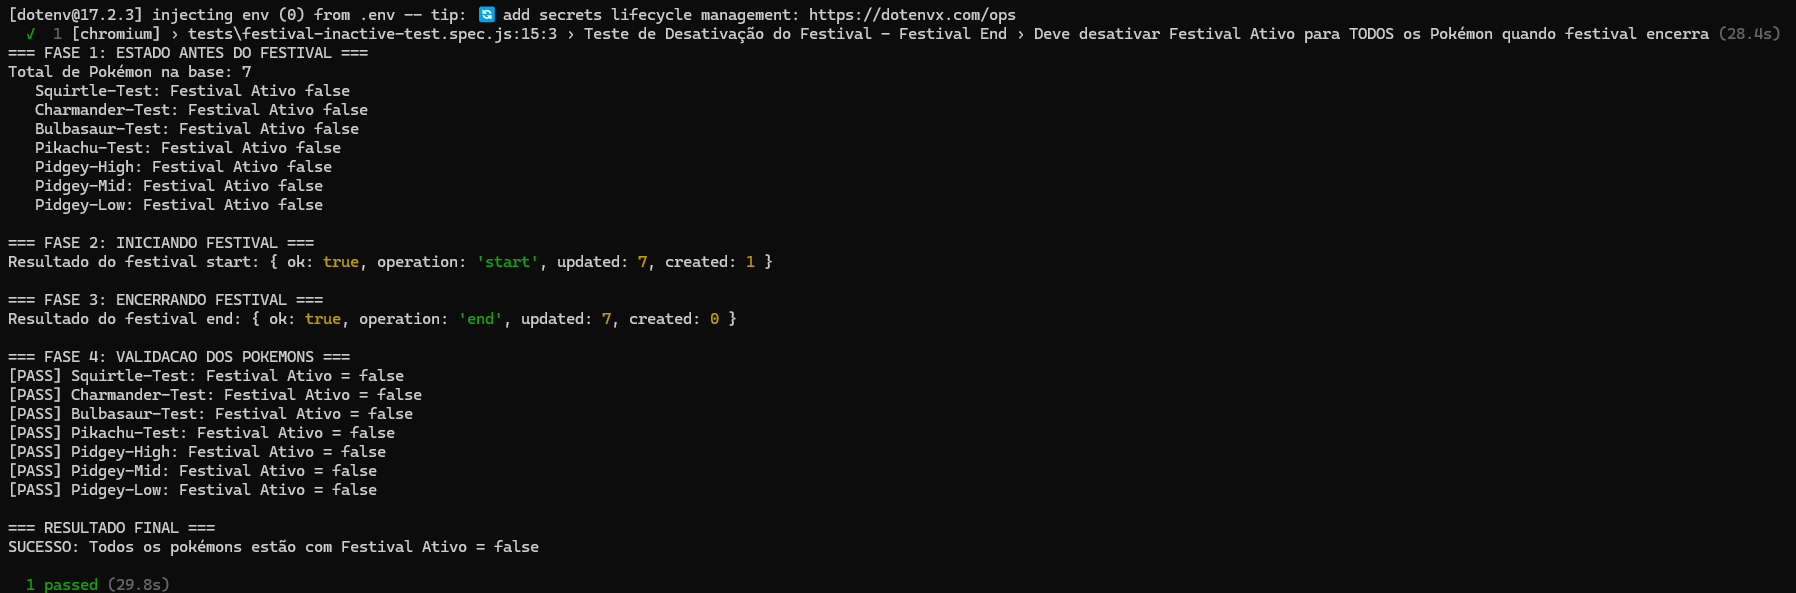 [dotenv@17.2.3] injecting env (0) from .env -- tip: 🔄 add secrets lifecycle management: https://dotenvx.com/ops
✓ 1 [chromium] › tests\festival-inactive-test.spec.js:15:3 › Teste de Desativação do Festival - Festival End › Deve desativar Festival Ativo para TODOS os Pokémon quando festival encerra (28.4s)
=== FASE 1: ESTADO ANTES DO FESTIVAL ===
Total de Pokémon na base: 7
Squirtle-Test: Festival Ativo false
Charmander-Test: Festival Ativo false
Bulbasaur-Test: Festival Ativo false
Pikachu-Test: Festival Ativo false
Pidgey-High: Festival Ativo false
Pidgey-Mid: Festival Ativo false
Pidgey-Low: Festival Ativo false
=== FASE 2: INICIANDO FESTIVAL ===
Resultado do festival start: { ok: true, operation: 'start', updated: 7, created: 1 }
=== FASE 3: ENCERRANDO FESTIVAL ===
Resultado do festival end: { ok: true, operation: 'end', updated: 7, created: 0 }
=== FASE 4: VALIDACAO DOS POKEMONS ===
[PASS] Squirtle-Test: Festival Ativo = false
[PASS] Charmander-Test: Festival Ativo = false
[PASS] Bulbasaur-Test: Festival Ativo = false
[PASS] Pikachu-Test: Festival Ativo = false
[PASS] Pidgey-High: Festival Ativo = false
[PASS] Pidgey-Mid: Festival Ativo = false
[PASS] Pidgey-Low: Festival Ativo = false
=== RESULTADO FINAL ===
SUCESSO: Todos os pokémons estão com Festival Ativo = false
1 passed (29.8s)